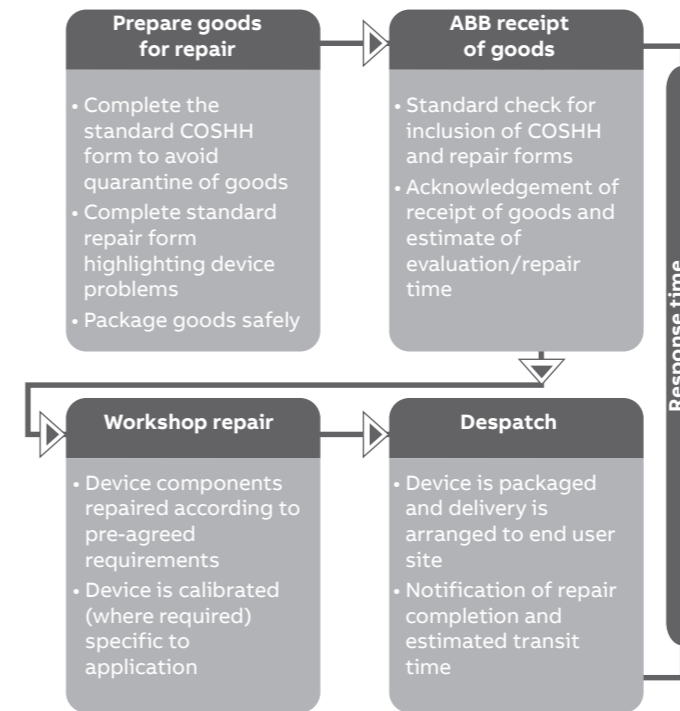 Prepare goods
for repair
• Complete the
standard COSHH
form to avoid
quarantine of goods
• Complete standard
repair form
highlighting device
problems
• Package goods safely
ABB receipt
of goods
• Standard check for
inclusion of COSHH
and repair forms
• Acknowledgement of
receipt of goods and
estimate of
evaluation/repair
time
Workshop repair
• Device components
repaired according to
pre-agreed
requirements
• Device is calibrated
(where required)
specific to
application
Despatch
• Device is packaged
and delivery is
arranged to end user
site
• Notification of repair
completion and
estimated transit
time
Response time